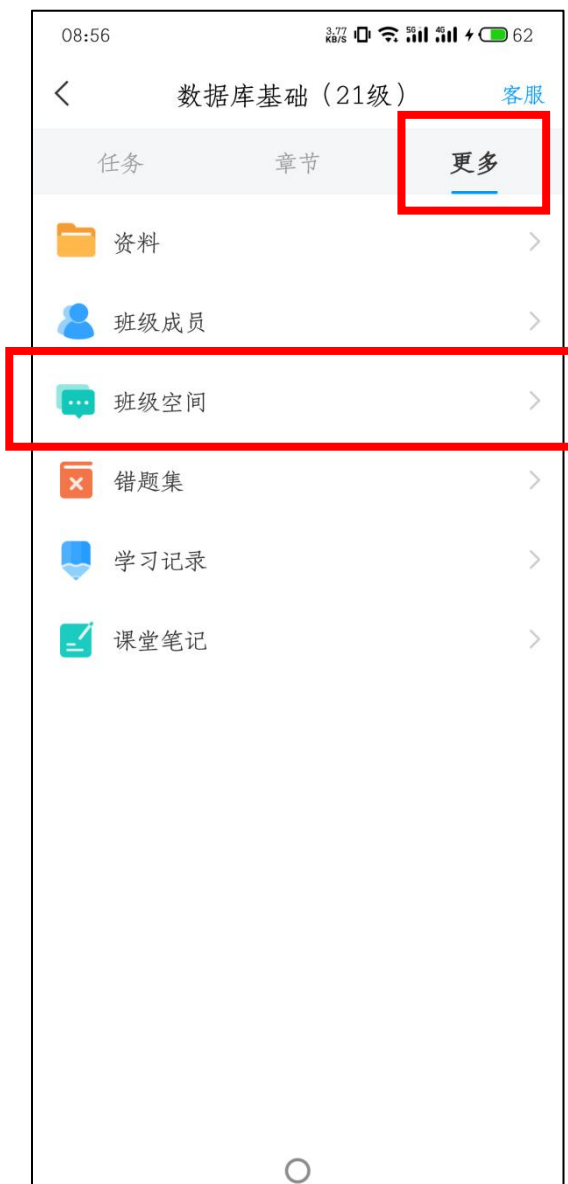 08:56 3.77 KB/S 5G 4G 62
数据库基础（21级） 客服
任务 章节 更多
资料
班级成员
班级空间
错题集
学习记录
课堂笔记